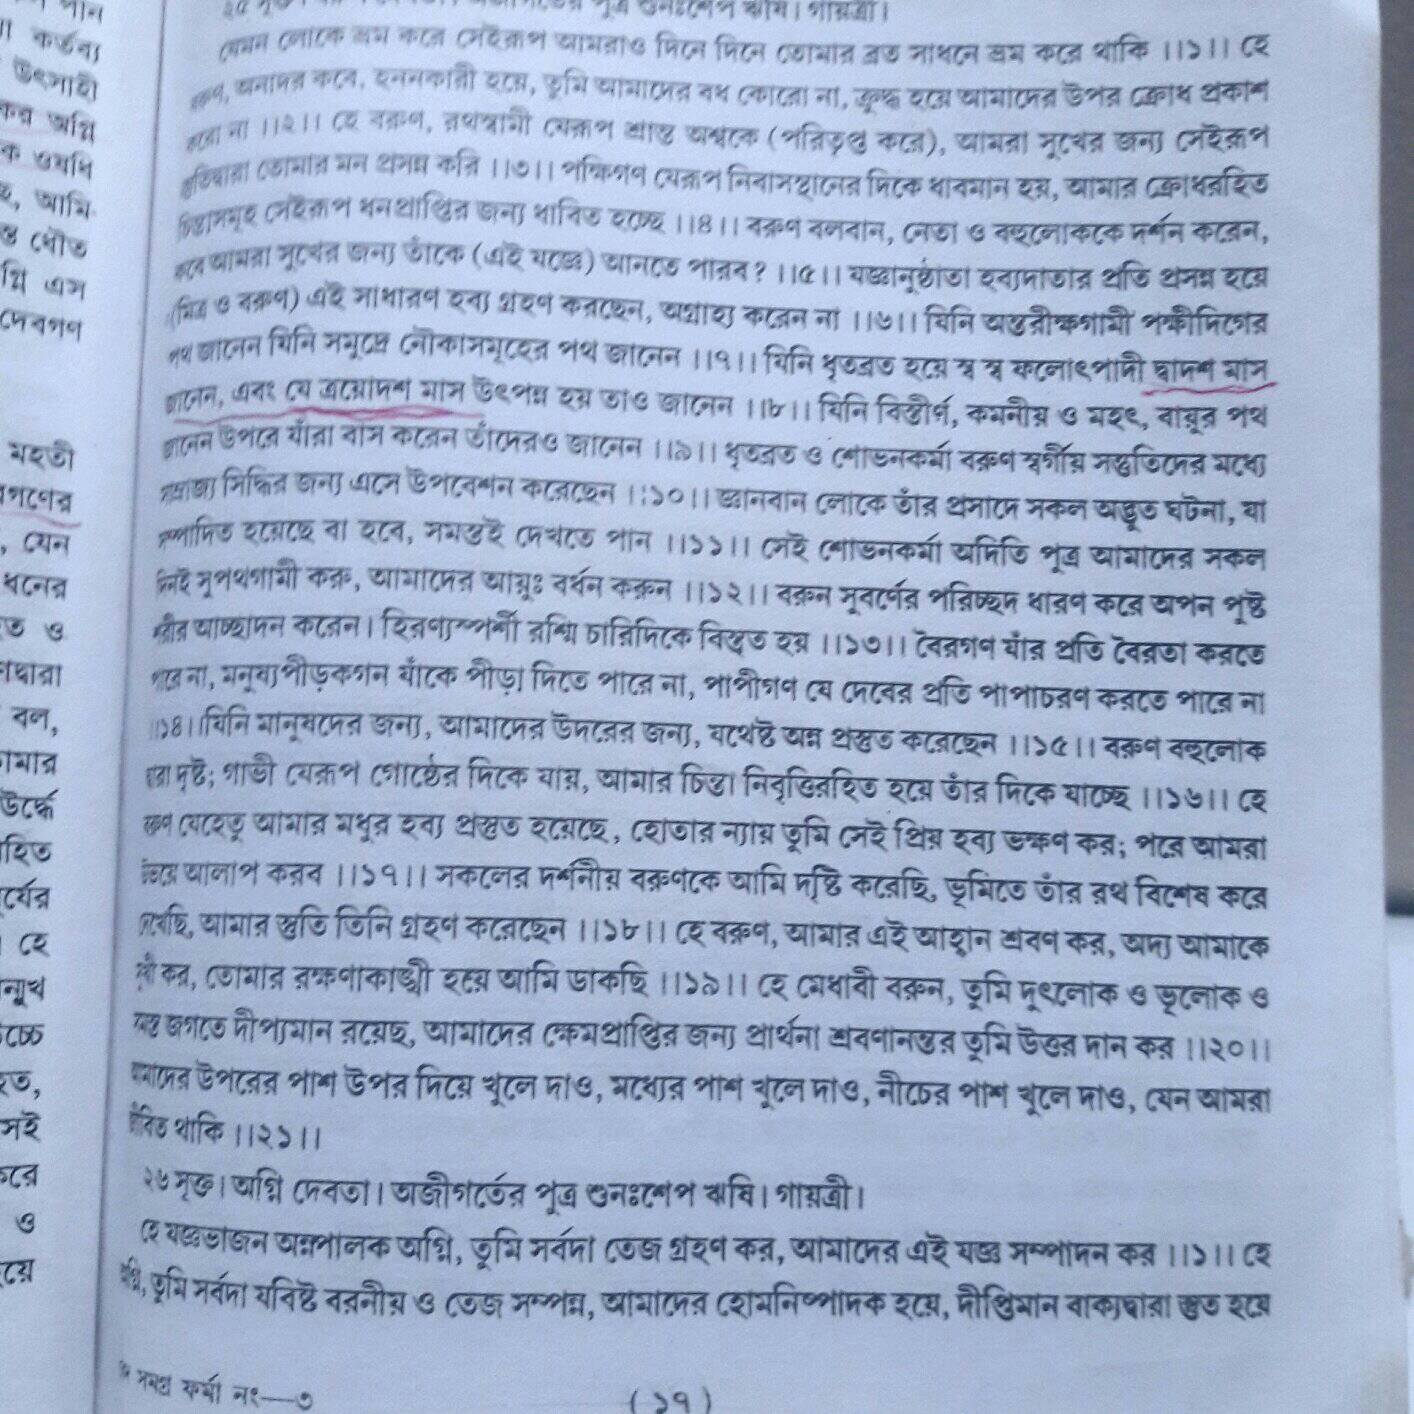 ২৫ সূক্ত। পুত্র শুনঃশেপ ঋষি। গায়ত্রী।
যেমন লোকে ভ্রম করে সেইরূপ আমরাও দিনে দিনে তোমার ব্রত সাধনে ভ্রম করে থাকি ।।১।। হে
বরুণ, অনাদর করে, হননকারী হয়ে, তুমি আমাদের বধ কোরো না, ক্রুদ্ধ হয়ে আমাদের উপর ক্রোধ প্রকাশ
করো না ।।২।। হে বরুণ, রথস্বামী যেরূপ শ্রান্ত অশ্বকে (পরিতৃপ্ত করে), আমরা সুখের জন্য সেইরূপ
স্তুতিদ্বারা তোমার মন প্রসন্ন করি ।।৩।। পক্ষিগণ যেরূপ নিবাসস্থানের দিকে ধাবমান হয়, আমার ক্রোধরহিত
চিন্তাসমূহ সেইরূপ ধনপ্রাপ্তির জন্য ধাবিত হচ্ছে ।।৪।। বরুণ বলবান, নেতা ও বহুলোককে দর্শন করেন,
কবে আমরা সুখের জন্য তাঁকে (এই যজ্ঞে) আনতে পারব? ।।৫।। যজ্ঞানুষ্ঠাতা হব্যদাতার প্রতি প্রসন্ন হয়ে
(মিত্র ও বরুণ) এই সাধারণ হব্য গ্রহণ করছেন, অগ্রাহ্য করেন না ।।৬।। যিনি অন্তরীক্ষগামী পক্ষীদিগের
পথ জানেন যিনি সমুদ্রে নৌকাসমূহের পথ জানেন ।।৭।। যিনি ধৃতব্রত হয়ে স্ব স্ব ফলোৎপাদী দ্বাদশ মাস
জানেন, এবং যে ত্রয়োদশ মাস উৎপন্ন হয় তাও জানেন ।।৮।। যিনি বিস্তীর্ণ, কমনীয় ও মহৎ, বায়ুর পথ
জানেন উপরে যাঁরা বাস করেন তাঁদেরও জানেন ।।৯।। ধৃতব্রত ও শোভনকর্মা বরুণ স্বর্গীয় সন্ততিদের মধ্যে
সাম্রাজ্য সিদ্ধির জন্য এসে উপবেশন করেছেন ।।১০।। জ্ঞানবান লোকে তাঁর প্রসাদে সকল অদ্ভুত ঘটনা, যা
সম্পাদিত হয়েছে বা হবে, সমস্তই দেখতে পান ।।১১।। সেই শোভনকর্মা অদিতি পুত্র আমাদের সকল
দিনই সুপথগামী করু, আমাদের আয়ুঃ বর্ধন করুন ।।১২।। বরুন সুবর্ণের পরিচ্ছদ ধারণ করে অপন পুষ্ট
শরীর আচ্ছাদন করেন। হিরণ্যস্পর্শী রশ্মি চারিদিকে বিস্তৃত হয় ।।১৩।। বৈরগণ যাঁর প্রতি বৈরতা করতে
পারে না, মনুষ্যপীড়কগন যাঁকে পীড়া দিতে পারে না, পাপীগণ যে দেবের প্রতি পাপাচরণ করতে পারে না
।।১৪।। যিনি মানুষদের জন্য, আমাদের উদরের জন্য, যথেষ্ট অন্ন প্রস্তুত করেছেন ।।১৫।। বরুণ বহুলোক
দ্বারা দৃষ্ট; গাভী যেরূপ গোষ্ঠের দিকে যায়, আমার চিন্তা নিবৃত্তিরহিত হয়ে তাঁর দিকে যাচ্ছে ।।১৬।। হে
বরুণ যেহেতু আমার মধুর হব্য প্রস্তুত হয়েছে, হোতার ন্যায় তুমি সেই প্রিয় হব্য ভক্ষণ কর; পরে আমরা
উভয়ে আলাপ করব ।।১৭।। সকলের দর্শনীয় বরুণকে আমি দৃষ্টি করেছি, ভূমিতে তাঁর রথ বিশেষ করে
দেখেছি, আমার স্তুতি তিনি গ্রহণ করেছেন ।।১৮।। হে বরুণ, আমার এই আহ্বান শ্রবণ কর, অদ্য আমাকে
সুখী কর, তোমার রক্ষণাকাঙ্খী হয়ে আমি ডাকছি ।।১৯।। হে মেধাবী বরুন, তুমি দ্যুলোক ও ভূলোক ও
সমস্ত জগতে দীপ্যমান রয়েছ, আমাদের ক্ষেমপ্রাপ্তির জন্য প্রার্থনা শ্রবণানন্তর তুমি উত্তর দান কর ।।২০।।
আমাদের উপরের পাশ উপর দিয়ে খুলে দাও, মধ্যের পাশ খুলে দাও, নীচের পাশ খুলে দাও, যেন আমরা
জীবিত থাকি ।।২১।।
২৬ সূক্ত। অগ্নি দেবতা। অজীগর্তের পুত্র শুনঃশেপ ঋষি। গায়ত্রী।
হে যজ্ঞভাজন অন্নপালক অগ্নি, তুমি সর্বদা তেজ গ্রহণ কর, আমাদের এই যজ্ঞ সম্পাদন কর ।।১।। হে
অগ্নি, তুমি সর্বদা যবিষ্ট বরনীয় ও তেজ সম্পন্ন, আমাদের হোমনিষ্পাদক হয়ে, দীপ্তিমান বাক্যদ্বারা স্তুত হয়ে
সমগ্র ফর্মা নং—৩
(১৭)
কর্তব্য
উৎসাহী
অগ্নি
ওষধি
আমি
ধৌত
এস
দেবগণ
মহতী
যেন
ধনের
ও
বল,
হে
সেই
ও